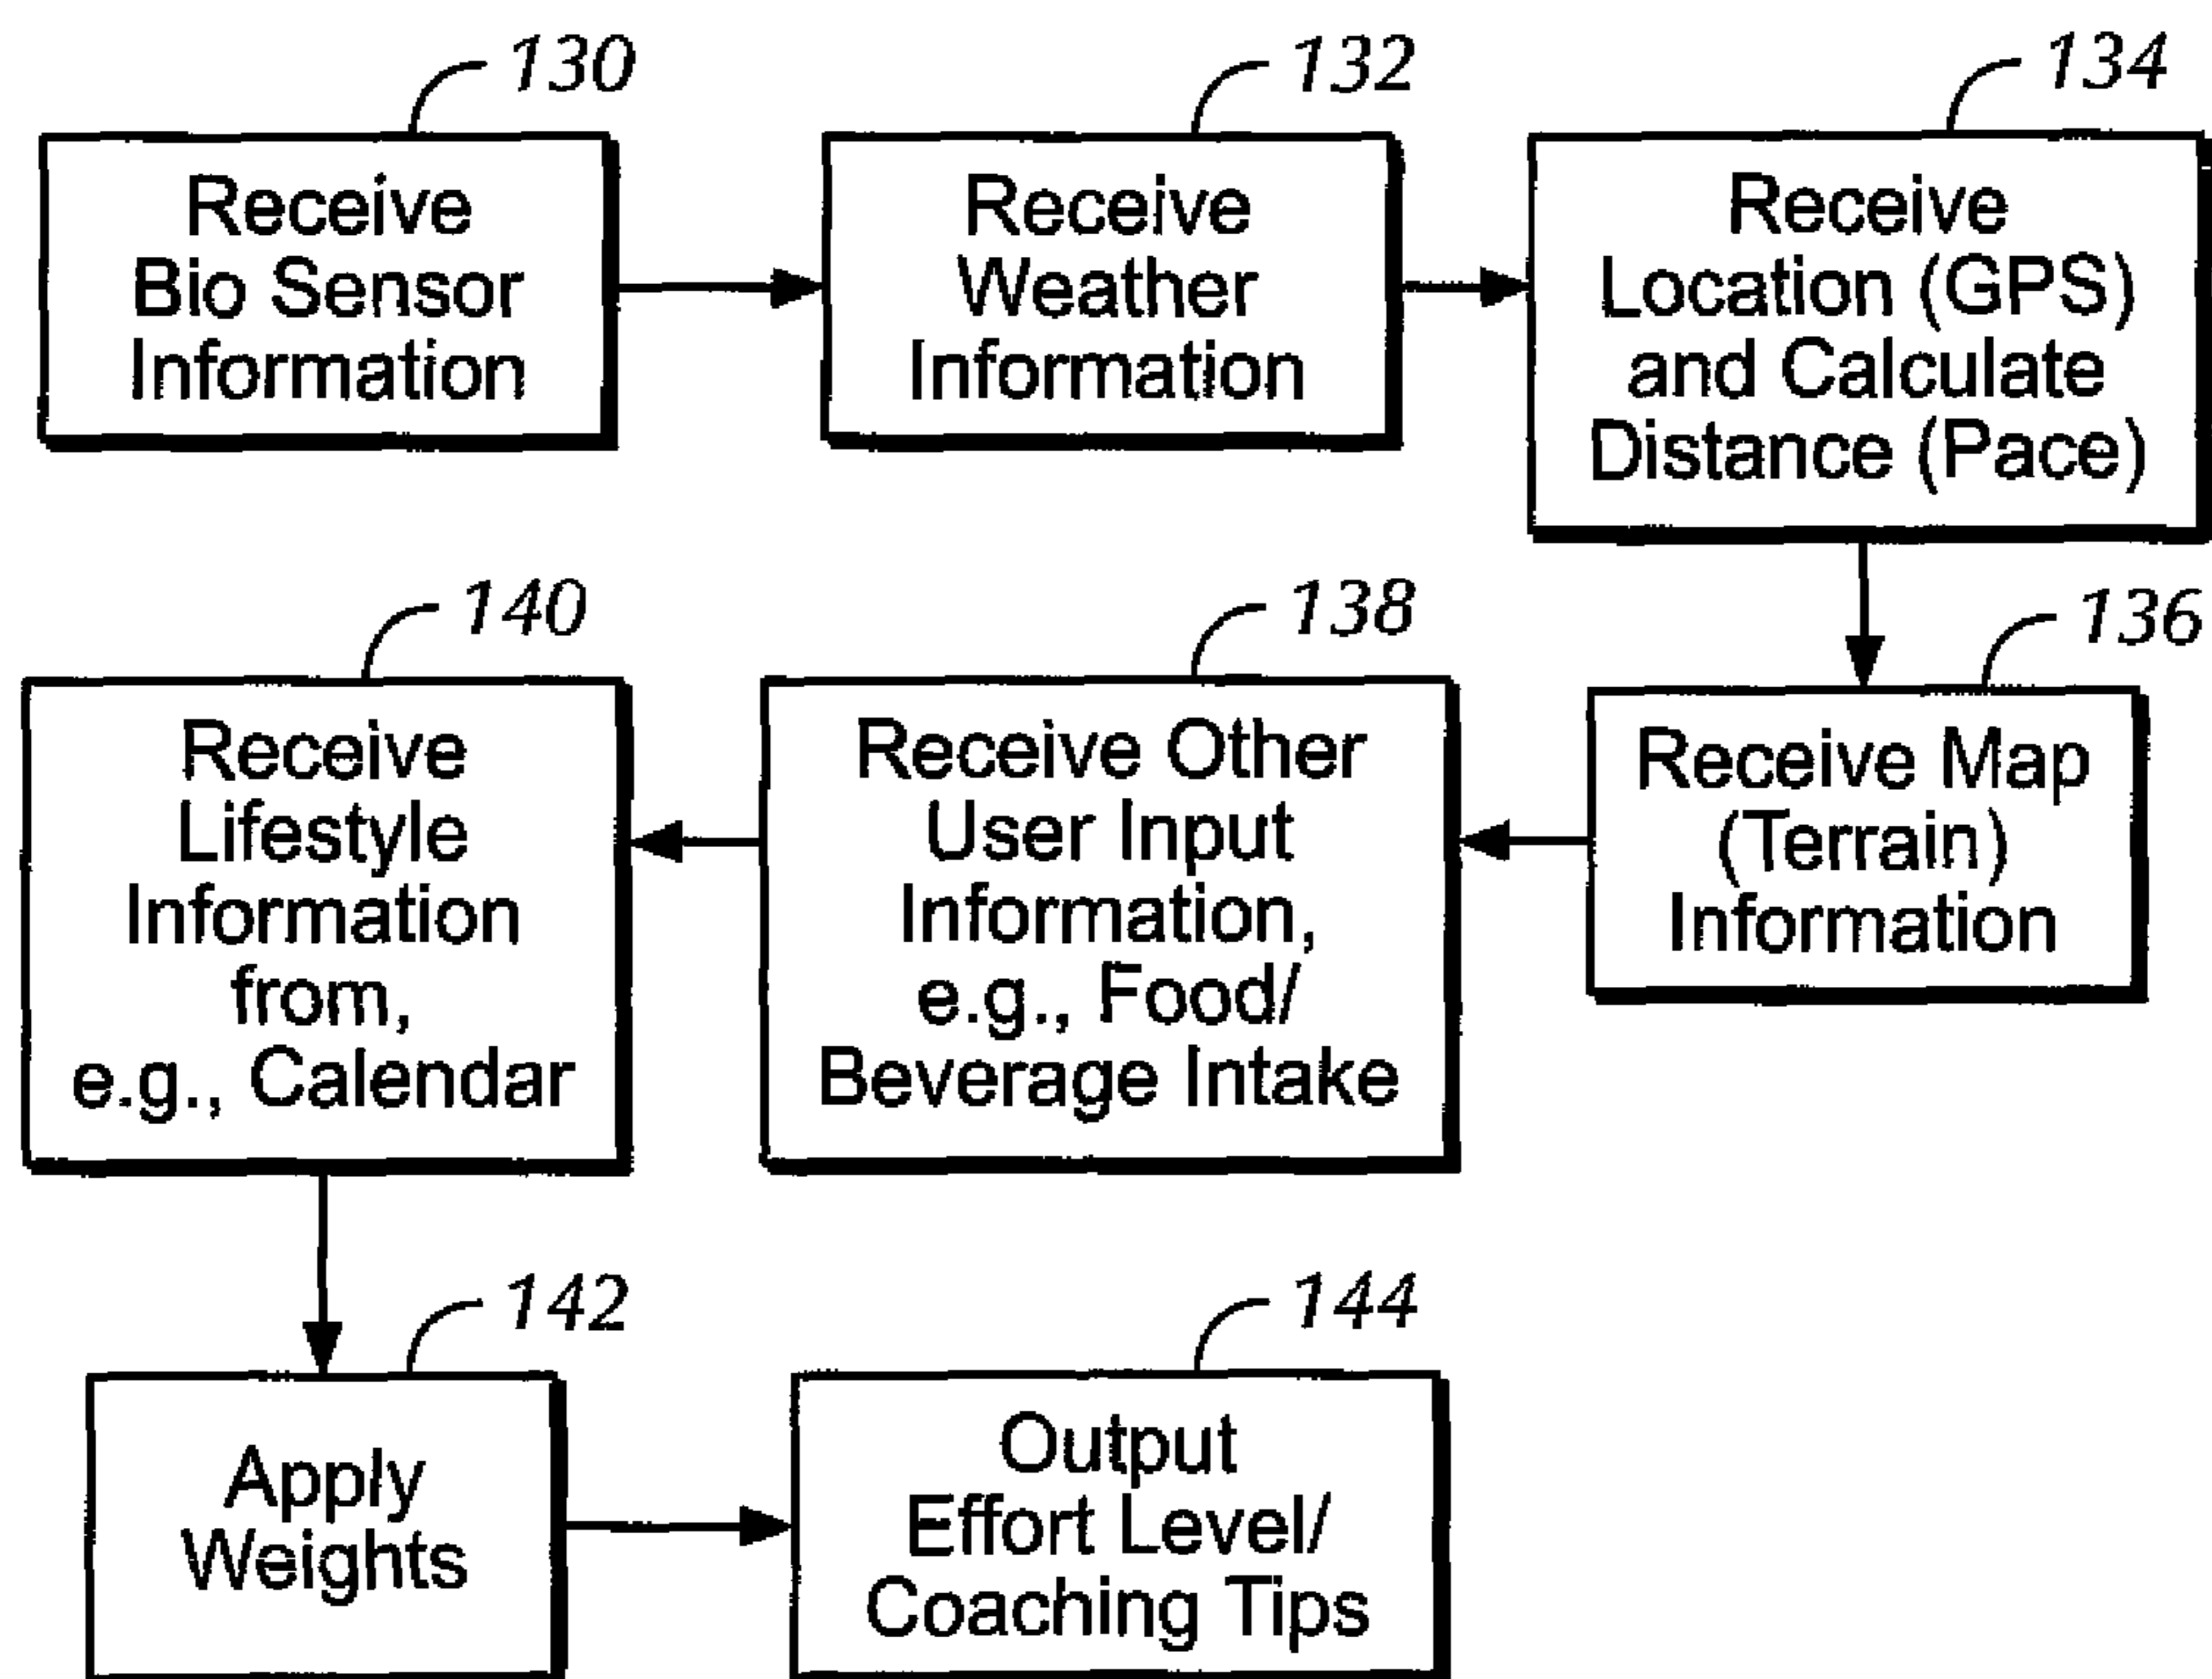 130
Receive
Bio Sensor
Information
132
Receive
Weather
Information
134
Receive
Location (GPS)
and Calculate
Distance (Pace)
136
Receive Map
(Terrain)
Information
138
Receive Other
User Input
Information,
e.g., Food/
Beverage Intake
140
Receive
Lifestyle
Information
from,
e.g., Calendar
142
Apply
Weights
144
Output
Effort Level/
Coaching Tips